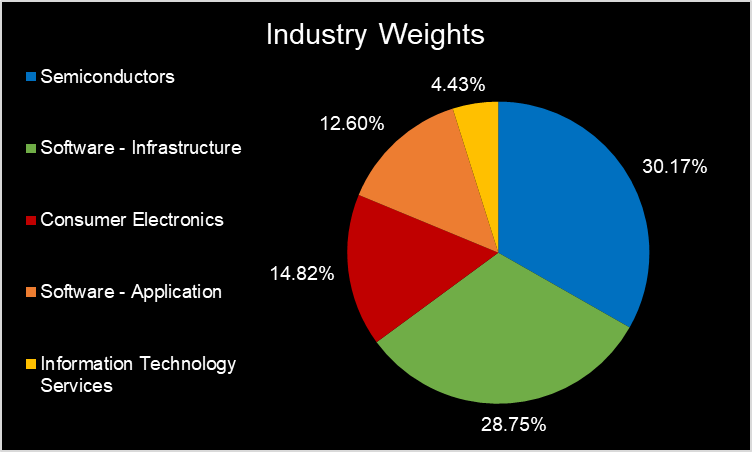 Industry Weights
Semiconductors
Software - Infrastructure
Consumer Electronics
Software - Application
Information Technology
Services
4.43%
12.60%
30.17%
14.82%
28.75%